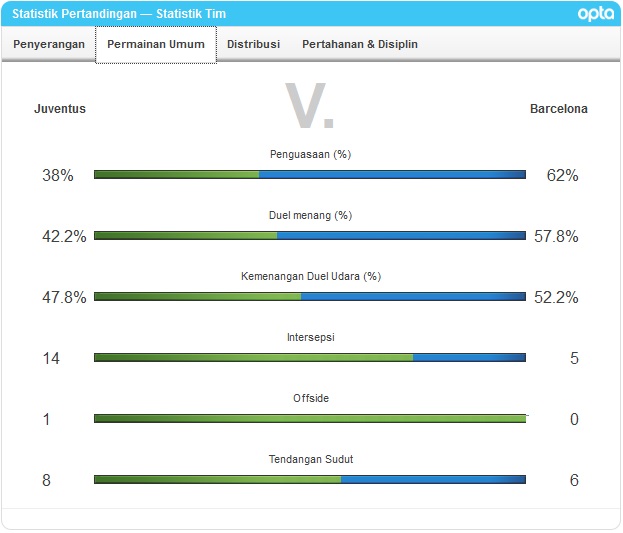 Statistik Pertandingan — Statistik Tim
opta
Penyerangan Permainan Umum Distribusi Pertahanan & Disiplin
Juventus V. Barcelona
Penguasaan (%)
38% 62%
Duel menang (%)
42.2% 57.8%
Kemenangan Duel Udara (%)
47.8% 52.2%
Intersepsi
14 5
Offside
1 0
Tendangan Sudut
8 6